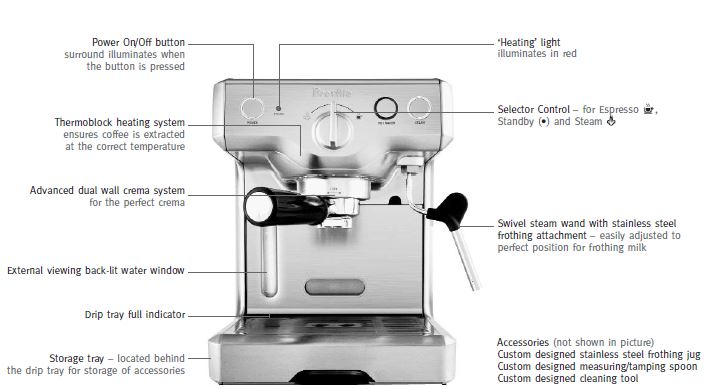 Power On/Off button
surround illuminates when
the button is pressed
'Heating' light
illuminates in red
Breville
POWER
STEAM
Thermoblock heating system
ensures coffee is extracted
at the correct temperature
Selector Control – for Espresso ,
Standby (•) and Steam
Advanced dual wall crema system
for the perfect crema
Swivel steam wand with stainless steel
frothing attachment – easily adjusted to
perfect position for frothing milk
External viewing back-lit water window
Drip tray full indicator
Storage tray – located behind
the drip tray for storage of accessories
Accessories (not shown in picture)
Custom designed stainless steel frothing jug
Custom designed measuring/tamping spoon
Custom designed cleaning tool